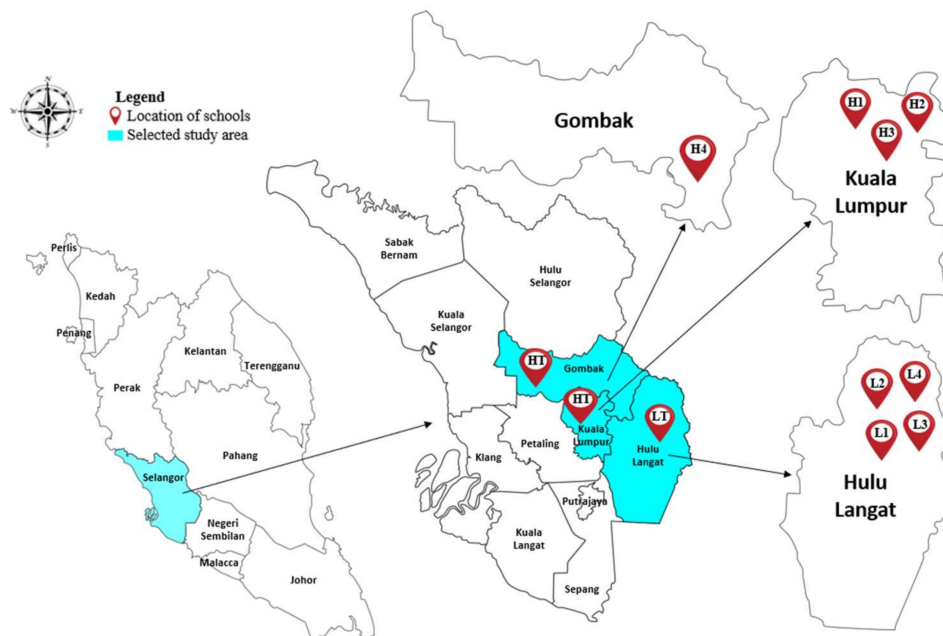 N
W
E
S
Legend
Location of schools
Selected study area
Perlis
Kedah
Penang
Perak
Kelantan
Terengganu
Pahang
Selangor
Negeri
Sembilan
Malacca
Johor
Sabak
Bernam
Hulu
Selangor
Kuala
Selangor
HT
Gombak
HT
Kuala
Lumpur
LT
Hulu
Langat
Petaling
Klang
Putrajaya
Kuala
Langat
Sepang
Gombak
H4
H1
H2
H3
Kuala
Lumpur
L2
L4
L1
L3
Hulu
Langat